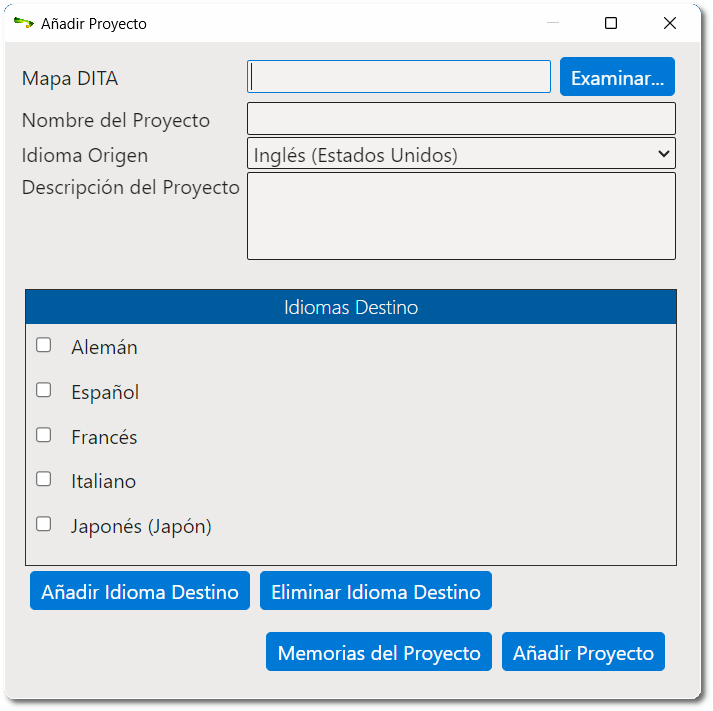 Añadir Proyecto
Mapa DITA
Examinar...
Nombre del Proyecto
Idioma Origen
Inglés (Estados Unidos)
Descripción del Proyecto
Idiomas Destino
Alemán
Español
Francés
Italiano
Japonés (Japón)
Añadir Idioma Destino
Eliminar Idioma Destino
Memorias del Proyecto
Añadir Proyecto